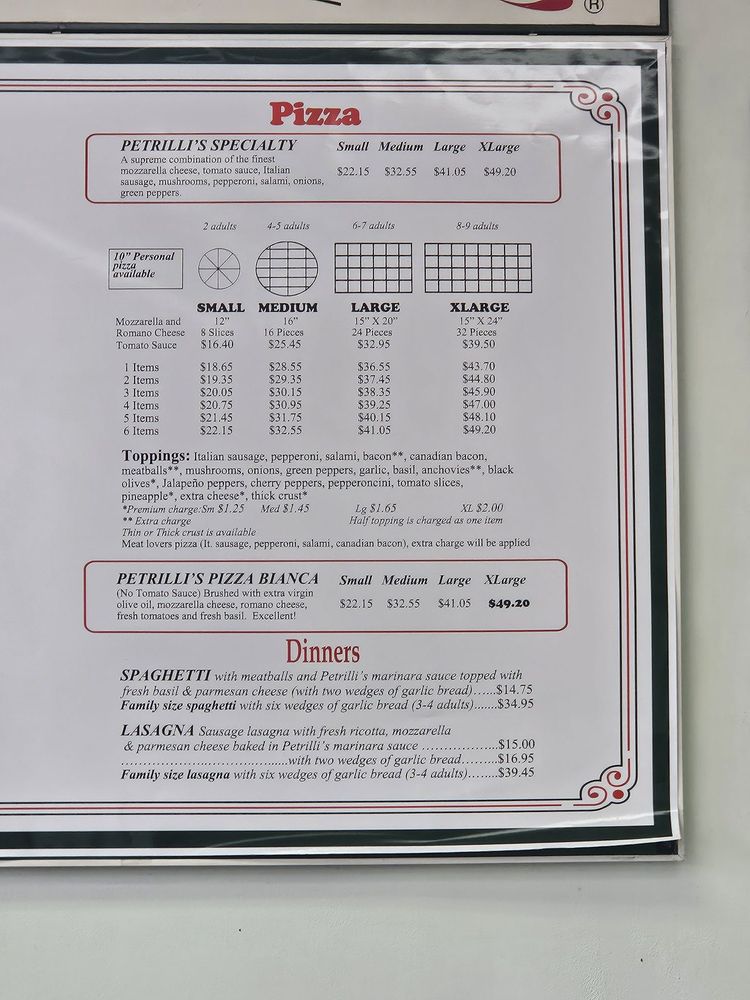 ®
Pizza
PETRILLI'S SPECIALTY Small Medium Large XLarge
A supreme combination of the finest
mozzarella cheese, tomato sauce, Italian $22.15 $32.55 $41.05 $49.20
sausage, mushrooms, pepperoni, salami, onions,
green peppers.
2 adults 4-5 adults 6-7 adults 8-9 adults
10" Personal
pizza
available
SMALL MEDIUM LARGE XLARGE
Mozzarella and 12" 16" 15" X 20" 15" X 24"
Romano Cheese 8 Slices 16 Pieces 24 Pieces 32 Pieces
Tomato Sauce $16.40 $25.45 $32.95 $39.50
1 Items $18.65 $28.55 $36.55 $43.70
2 Items $19.35 $29.35 $37.45 $44.80
3 Items $20.05 $30.15 $38.35 $45.90
4 Items $20.75 $30.95 $39.25 $47.00
5 Items $21.45 $31.75 $40.15 $48.10
6 Items $22.15 $32.55 $41.05 $49.20
Toppings: Italian sausage, pepperoni, salami, bacon**, canadian bacon,
meatballs**, mushrooms, onions, green peppers, garlic, basil, anchovies**, black
olives*, Jalapeño peppers, cherry peppers, pepperoncini, tomato slices,
pineapple*, extra cheese*, thick crust*
*Premium charge:Sm $1.25 Med $1.45 Lg $1.65 XL $2.00
** Extra charge Half topping is charged as one item
Thin or Thick crust is available
Meat lovers pizza (It. sausage, pepperoni, salami, canadian bacon), extra charge will be applied
PETRILLI'S PIZZA BIANCA Small Medium Large XLarge
(No Tomato Sauce) Brushed with extra virgin
olive oil, mozzarella cheese, romano cheese, $22.15 $32.55 $41.05 $49.20
fresh tomatoes and fresh basil. Excellent!
Dinners
SPAGHETTI with meatballs and Petrilli's marinara sauce topped with
fresh basil & parmesan cheese (with two wedges of garlic bread).....$14.75
Family size spaghetti with six wedges of garlic bread (3-4 adults).......$34.95
LASAGNA Sausage lasagna with fresh ricotta, mozzarella
& parmesan cheese baked in Petrilli's marinara sauce ..................$15.00
........................................with two wedges of garlic bread.........$16.95
Family size lasagna with six wedges of garlic bread (3-4 adults)........$39.45